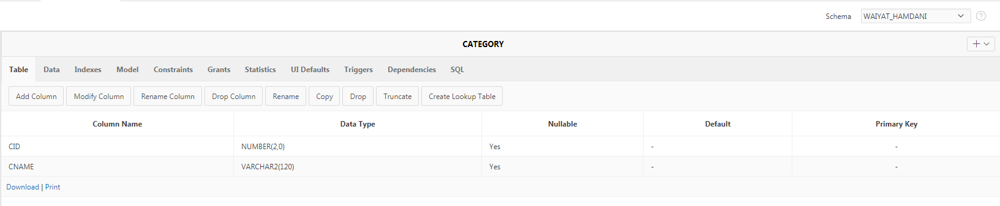 Schema WAIYAT_HAMDANI ?
CATEGORY
Table Data Indexes Model Constraints Grants Statistics UI Defaults Triggers Dependencies SQL
Add Column Modify Column Rename Column Drop Column Rename Copy Drop Truncate Create Lookup Table
Column Name Data Type Nullable Default Primary Key
CID NUMBER(2,0) Yes - -
CNAME VARCHAR2(120) Yes - -
Download | Print